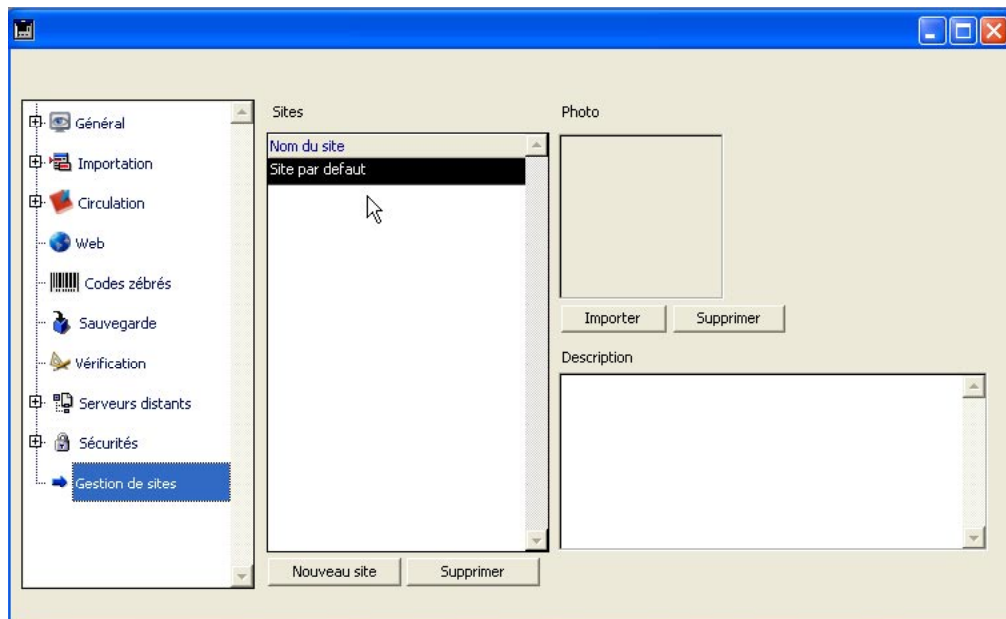 Général
Importation
Circulation
Web
Codes zébrés
Sauvegarde
Vérification
Serveurs distants
Sécurités
Gestion de sites
Sites
Nom du site
Site par defaut
Nouveau site
Supprimer
Photo
Importer
Supprimer
Description